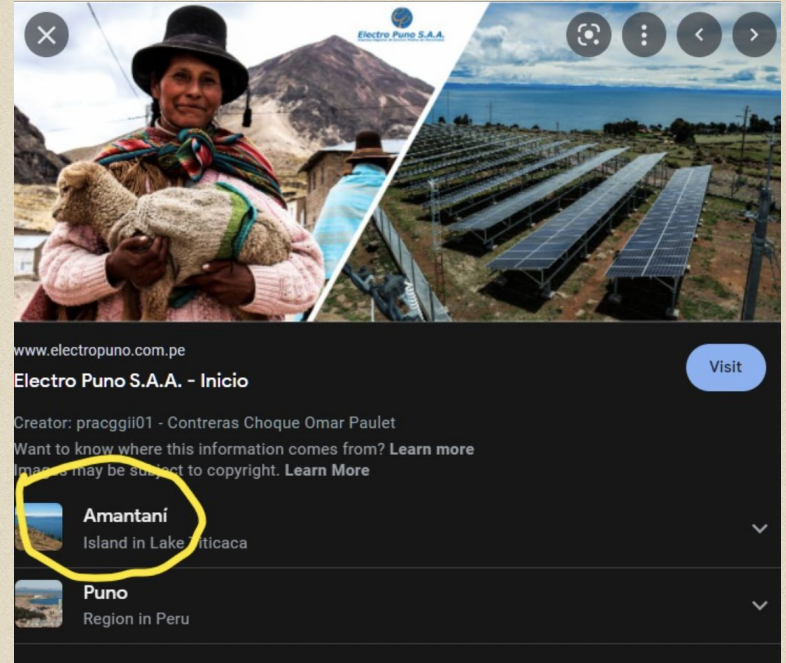 Electro Puno S.A.A.
www.electropuno.com.pe
Electro Puno S.A.A. - Inicio
Visit
Creator: pracggii01 - Contreras Choque Omar Paulet
Want to know where this information comes from? Learn more
Images may be subject to copyright. Learn More
Amantaní
Island in Lake Titicaca
Puno
Region in Peru